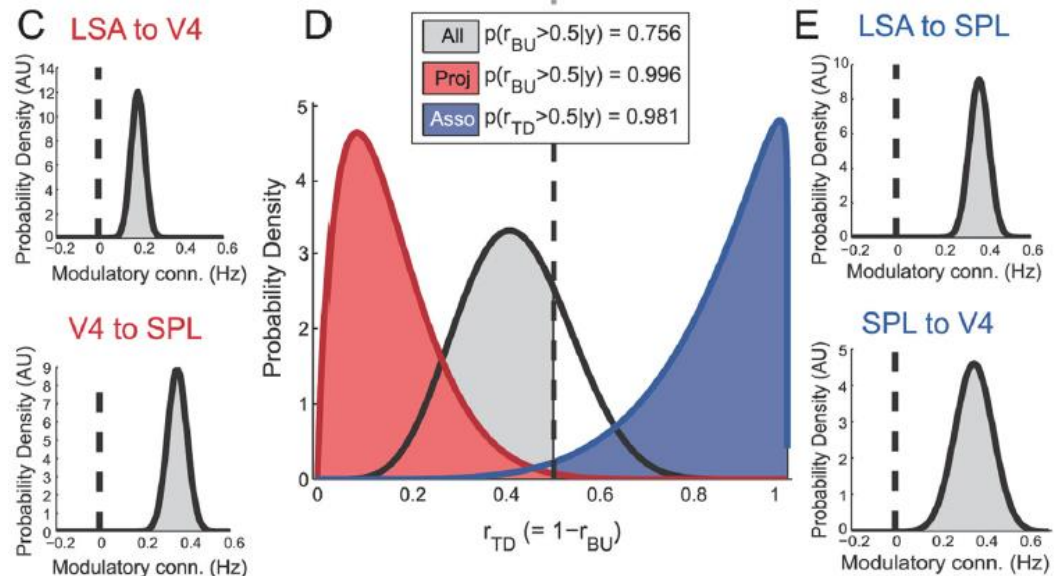 C
LSA to V4
Probability Density (AU)
14
12
10
8
6
4
2
0
−0.2 0 0.2 0.4 0.6
Modulatory conn. (Hz)
V4 to SPL
Probability Density (AU)
9
8
7
6
5
4
3
2
1
0
−0.2 0 0.2 0.4 0.6
Modulatory conn. (Hz)
D
All p(r_BU>0.5|y) = 0.756
Proj p(r_BU>0.5|y) = 0.996
Asso p(r_TD>0.5|y) = 0.981
Probability Density
5
4
3
2
1
0
0 0.2 0.4 0.6 0.8 1
r_TD (= 1−r_BU)
E
LSA to SPL
Probability Density (AU)
10
8
6
4
2
0
−0.2 0 0.2 0.4 0.6
Modulatory conn. (Hz)
SPL to V4
Probability Density (AU)
5
4
3
2
1
0
−0.2 0 0.2 0.4 0.6
Modulatory conn. (Hz)